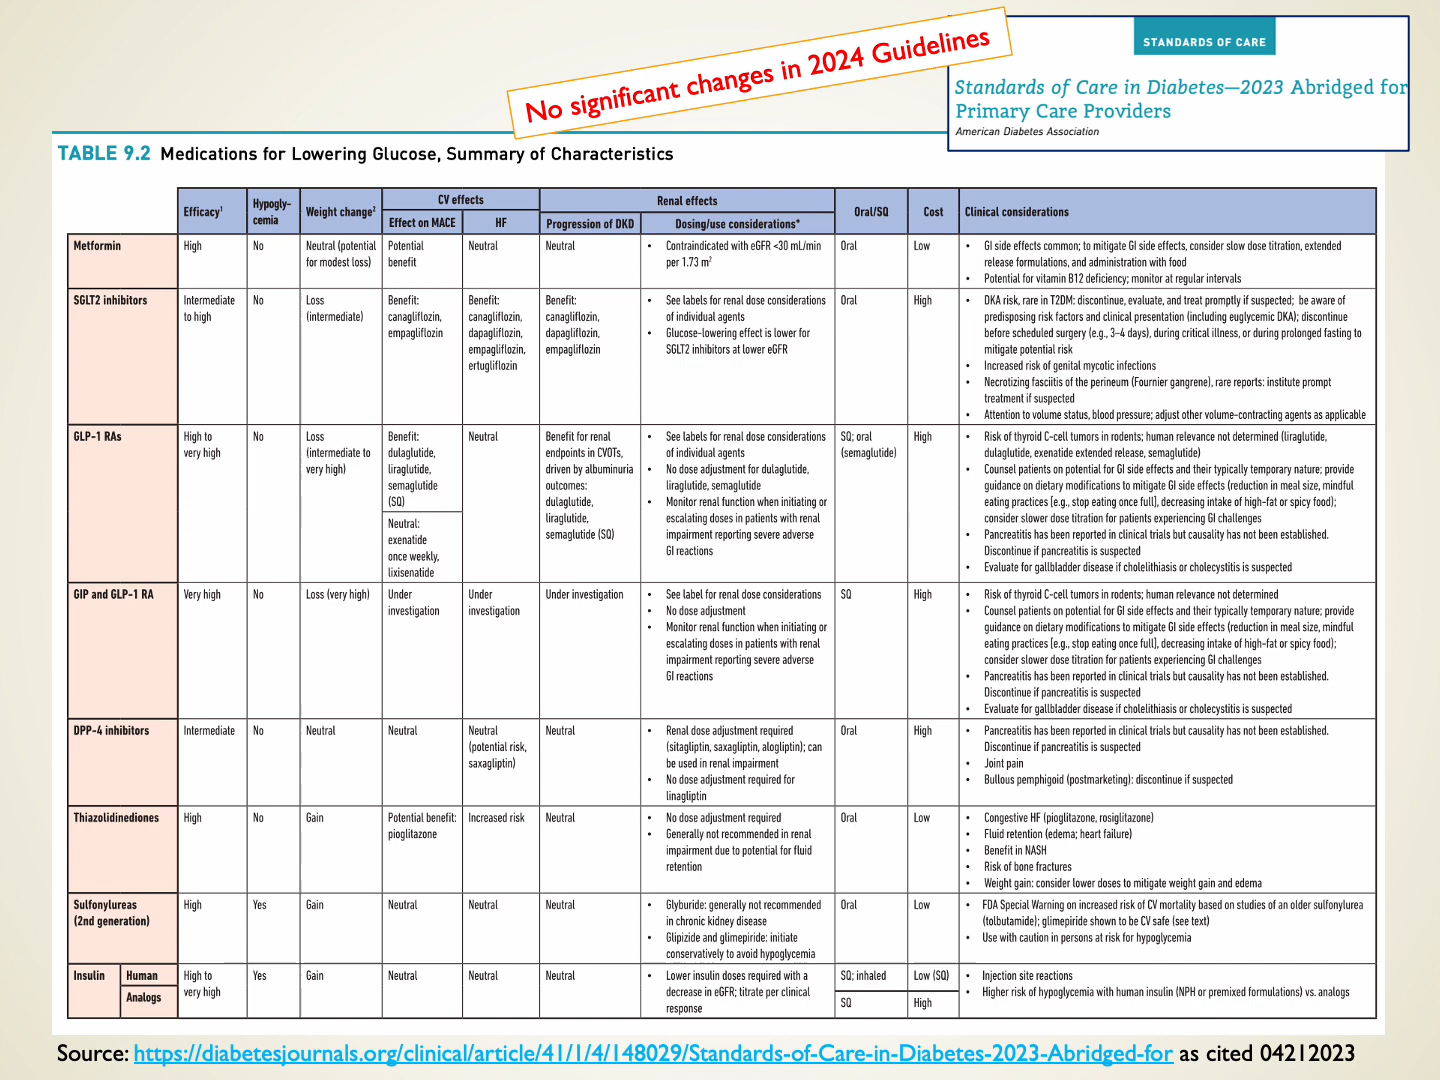 No significant changes in 2024 Guidelines
STANDARDS OF CARE
Standards of Care in Diabetes—2023 Abridged for
Primary Care Providers
American Diabetes Association
TABLE 9.2 Medications for Lowering Glucose, Summary of Characteristics
Efficacy¹
Hypogly-
cemia
Weight change²
CV effects
Effect on MACE
HF
Renal effects
Progression of DKD
Dosing/use considerations*
Oral/SQ
Cost
Clinical considerations
Metformin
High
No
Neutral (potential
for modest loss)
Potential
benefit
Neutral
Neutral
• Contraindicated with eGFR <30 mL/min
per 1.73 m²
Oral
Low
• GI side effects common; to mitigate GI side effects, consider slow dose titration, extended
release formulations, and administration with food
• Potential for vitamin B12 deficiency; monitor at regular intervals
SGLT2 inhibitors
Intermediate
to high
No
Loss
(intermediate)
Benefit:
canagliflozin,
empagliflozin
Benefit:
canagliflozin,
dapagliflozin,
empagliflozin,
ertugliflozin
Benefit:
canagliflozin,
dapagliflozin,
empagliflozin
• See labels for renal dose considerations
of individual agents
• Glucose-lowering effect is lower for
SGLT2 inhibitors at lower eGFR
Oral
High
• DKA risk, rare in T2DM: discontinue, evaluate, and treat promptly if suspected; be aware of
predisposing risk factors and clinical presentation (including euglycemic DKA); discontinue
before scheduled surgery (e.g., 3–4 days), during critical illness, or during prolonged fasting to
mitigate potential risk
• Increased risk of genital mycotic infections
• Necrotizing fasciitis of the perineum (Fournier gangrene), rare reports: institute prompt
treatment if suspected
• Attention to volume status, blood pressure; adjust other volume-contracting agents as applicable
GLP-1 RAs
High to
very high
No
Loss
(intermediate to
very high)
Benefit:
dulaglutide,
liraglutide,
semaglutide
(SQ)
Neutral:
exenatide
once weekly,
lixisenatide
Neutral
Benefit for renal
endpoints in CVOTs,
driven by albuminuria
outcomes:
dulaglutide,
liraglutide,
semaglutide (SQ)
• See labels for renal dose considerations
of individual agents
• No dose adjustment for dulaglutide,
liraglutide, semaglutide
• Monitor renal function when initiating or
escalating doses in patients with renal
impairment reporting severe adverse
GI reactions
SQ; oral
(semaglutide)
High
• Risk of thyroid C-cell tumors in rodents; human relevance not determined (liraglutide,
dulaglutide, exenatide extended release, semaglutide)
• Counsel patients on potential for GI side effects and their typically temporary nature; provide
guidance on dietary modifications to mitigate GI side effects (reduction in meal size, mindful
eating practices [e.g., stop eating once full], decreasing intake of high-fat or spicy food);
consider slower dose titration for patients experiencing GI challenges
• Pancreatitis has been reported in clinical trials but causality has not been established.
Discontinue if pancreatitis is suspected
• Evaluate for gallbladder disease if cholelithiasis or cholecystitis is suspected
GIP and GLP-1 RA
Very high
No
Loss (very high)
Under
investigation
Under
investigation
Under investigation
• See label for renal dose considerations
• No dose adjustment
• Monitor renal function when initiating or
escalating doses in patients with renal
impairment reporting severe adverse
GI reactions
SQ
High
• Risk of thyroid C-cell tumors in rodents; human relevance not determined
• Counsel patients on potential for GI side effects and their typically temporary nature; provide
guidance on dietary modifications to mitigate GI side effects (reduction in meal size, mindful
eating practices [e.g., stop eating once full], decreasing intake of high-fat or spicy food);
consider slower dose titration for patients experiencing GI challenges
• Pancreatitis has been reported in clinical trials but causality has not been established.
Discontinue if pancreatitis is suspected
• Evaluate for gallbladder disease if cholelithiasis or cholecystitis is suspected
DPP-4 inhibitors
Intermediate
No
Neutral
Neutral
Neutral
(potential risk,
saxagliptin)
Neutral
• Renal dose adjustment required
(sitagliptin, saxagliptin, alogliptin); can
be used in renal impairment
• No dose adjustment required for
linagliptin
Oral
High
• Pancreatitis has been reported in clinical trials but causality has not been established.
Discontinue if pancreatitis is suspected
• Joint pain
• Bullous pemphigoid (postmarketing): discontinue if suspected
Thiazolidinediones
High
No
Gain
Potential benefit:
pioglitazone
Increased risk
Neutral
• No dose adjustment required
• Generally not recommended in renal
impairment due to potential for fluid
retention
Oral
Low
• Congestive HF (pioglitazone, rosiglitazone)
• Fluid retention (edema; heart failure)
• Benefit in NASH
• Risk of bone fractures
• Weight gain: consider lower doses to mitigate weight gain and edema
Sulfonylureas
(2nd generation)
High
Yes
Gain
Neutral
Neutral
Neutral
• Glyburide: generally not recommended
in chronic kidney disease
• Glipizide and glimepiride: initiate
conservatively to avoid hypoglycemia
Oral
Low
• FDA Special Warning on increased risk of CV mortality based on studies of an older sulfonylurea
(tolbutamide); glimepiride shown to be CV safe (see text)
• Use with caution in persons at risk for hypoglycemia
Insulin
Human
Analogs
High to
very high
Yes
Gain
Neutral
Neutral
Neutral
• Lower insulin doses required with a
decrease in eGFR; titrate per clinical
response
SQ; inhaled
SQ
Low (SQ)
High
• Injection site reactions
• Higher risk of hypoglycemia with human insulin (NPH or premixed formulations) vs. analogs
Source: https://diabetesjournals.org/clinical/article/41/1/4/148029/Standards-of-Care-in-Diabetes-2023-Abridged-for as cited 04212023